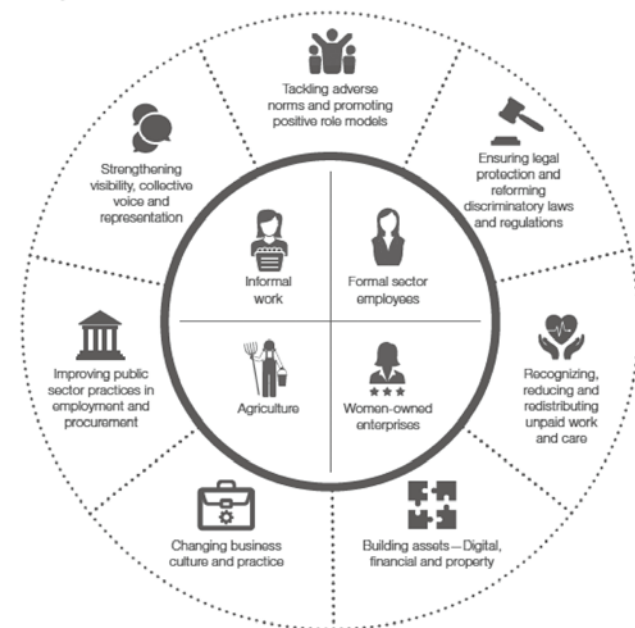 Tackling adverse
norms and promoting
positive role models
Ensuring legal
protection and
reforming
discriminatory laws
and regulations
Recognizing,
reducing and
redistributing
unpaid work
and care
Building assets—Digital,
financial and property
Changing business
culture and practice
Improving public
sector practices in
employment and
procurement
Strengthening
visibility, collective
voice and
representation
Informal
work
Formal sector
employees
Agriculture
Women-owned
enterprises